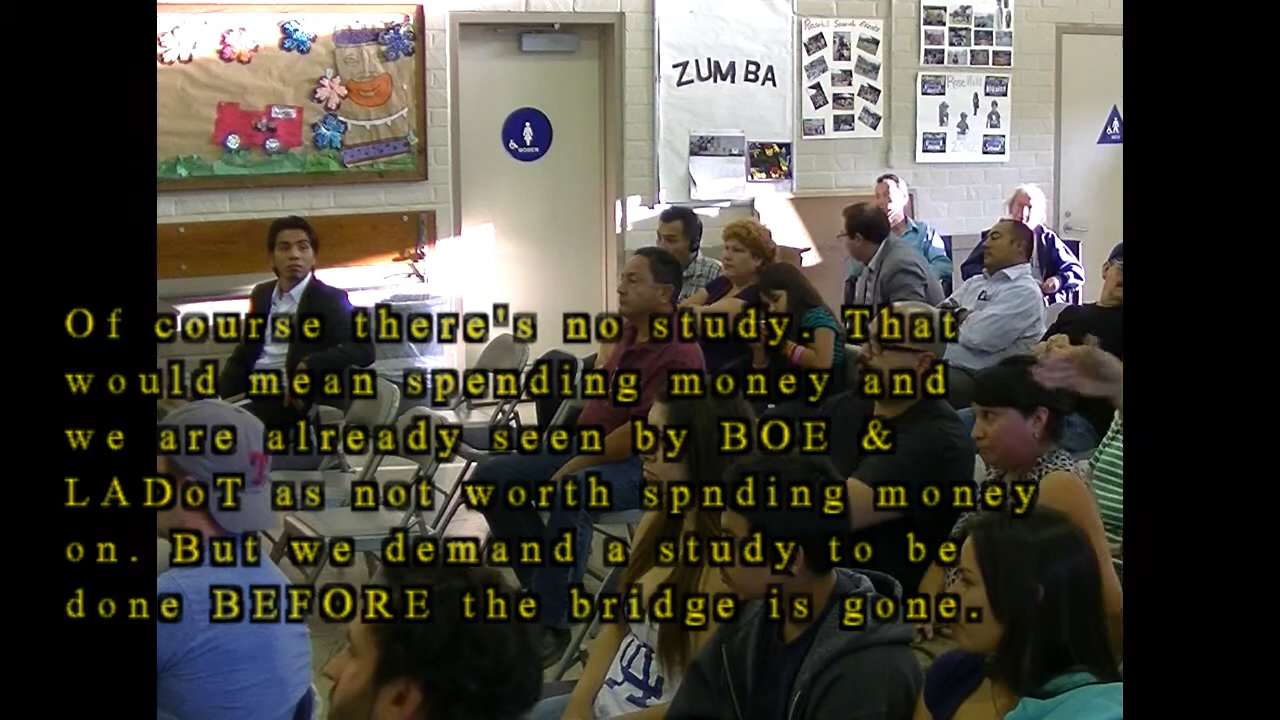 ZUMBA
WOMEN
Rosehill
Of course there's no study. That
would mean spending money and
we are already seen by BOE &
LADoT as not worth spnding money
on. But we demand a study to be
done BEFORE the bridge is gone.